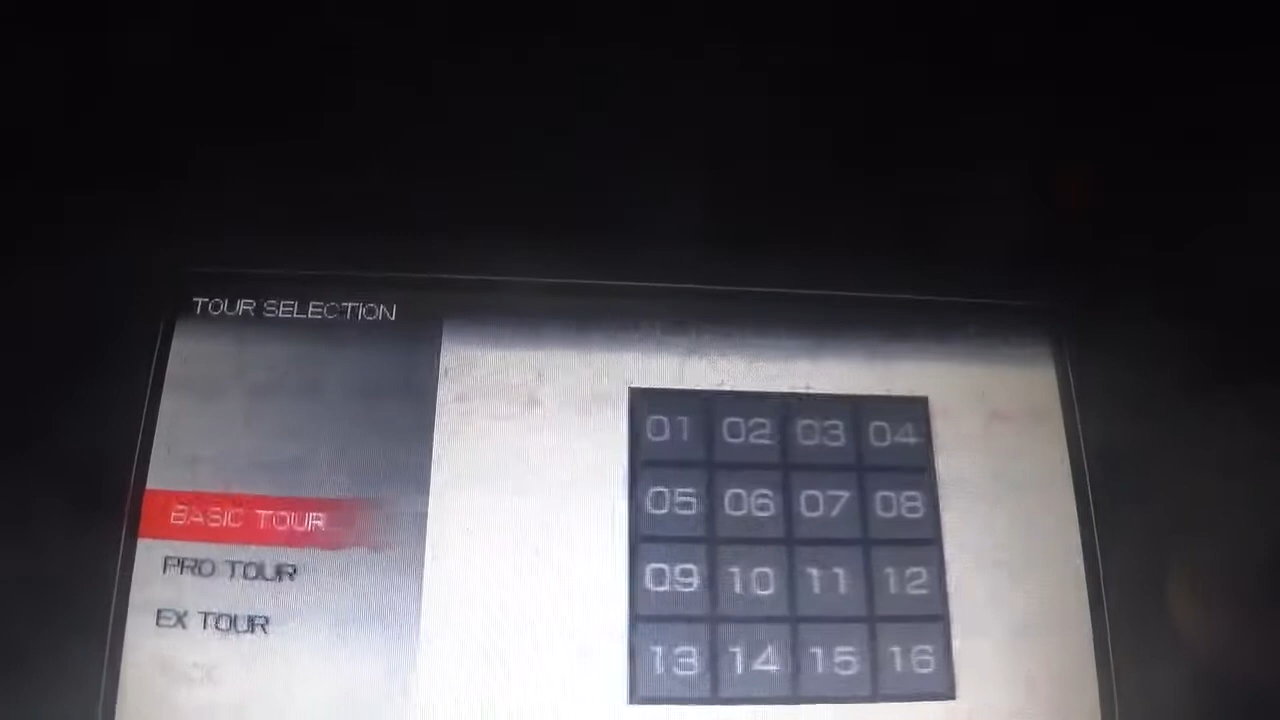 TOUR SELECTION
BASIC TOUR
PRO TOUR
EX TOUR
01 02 03 04
05 06 07 08
09 10 11 12
13 14 15 16